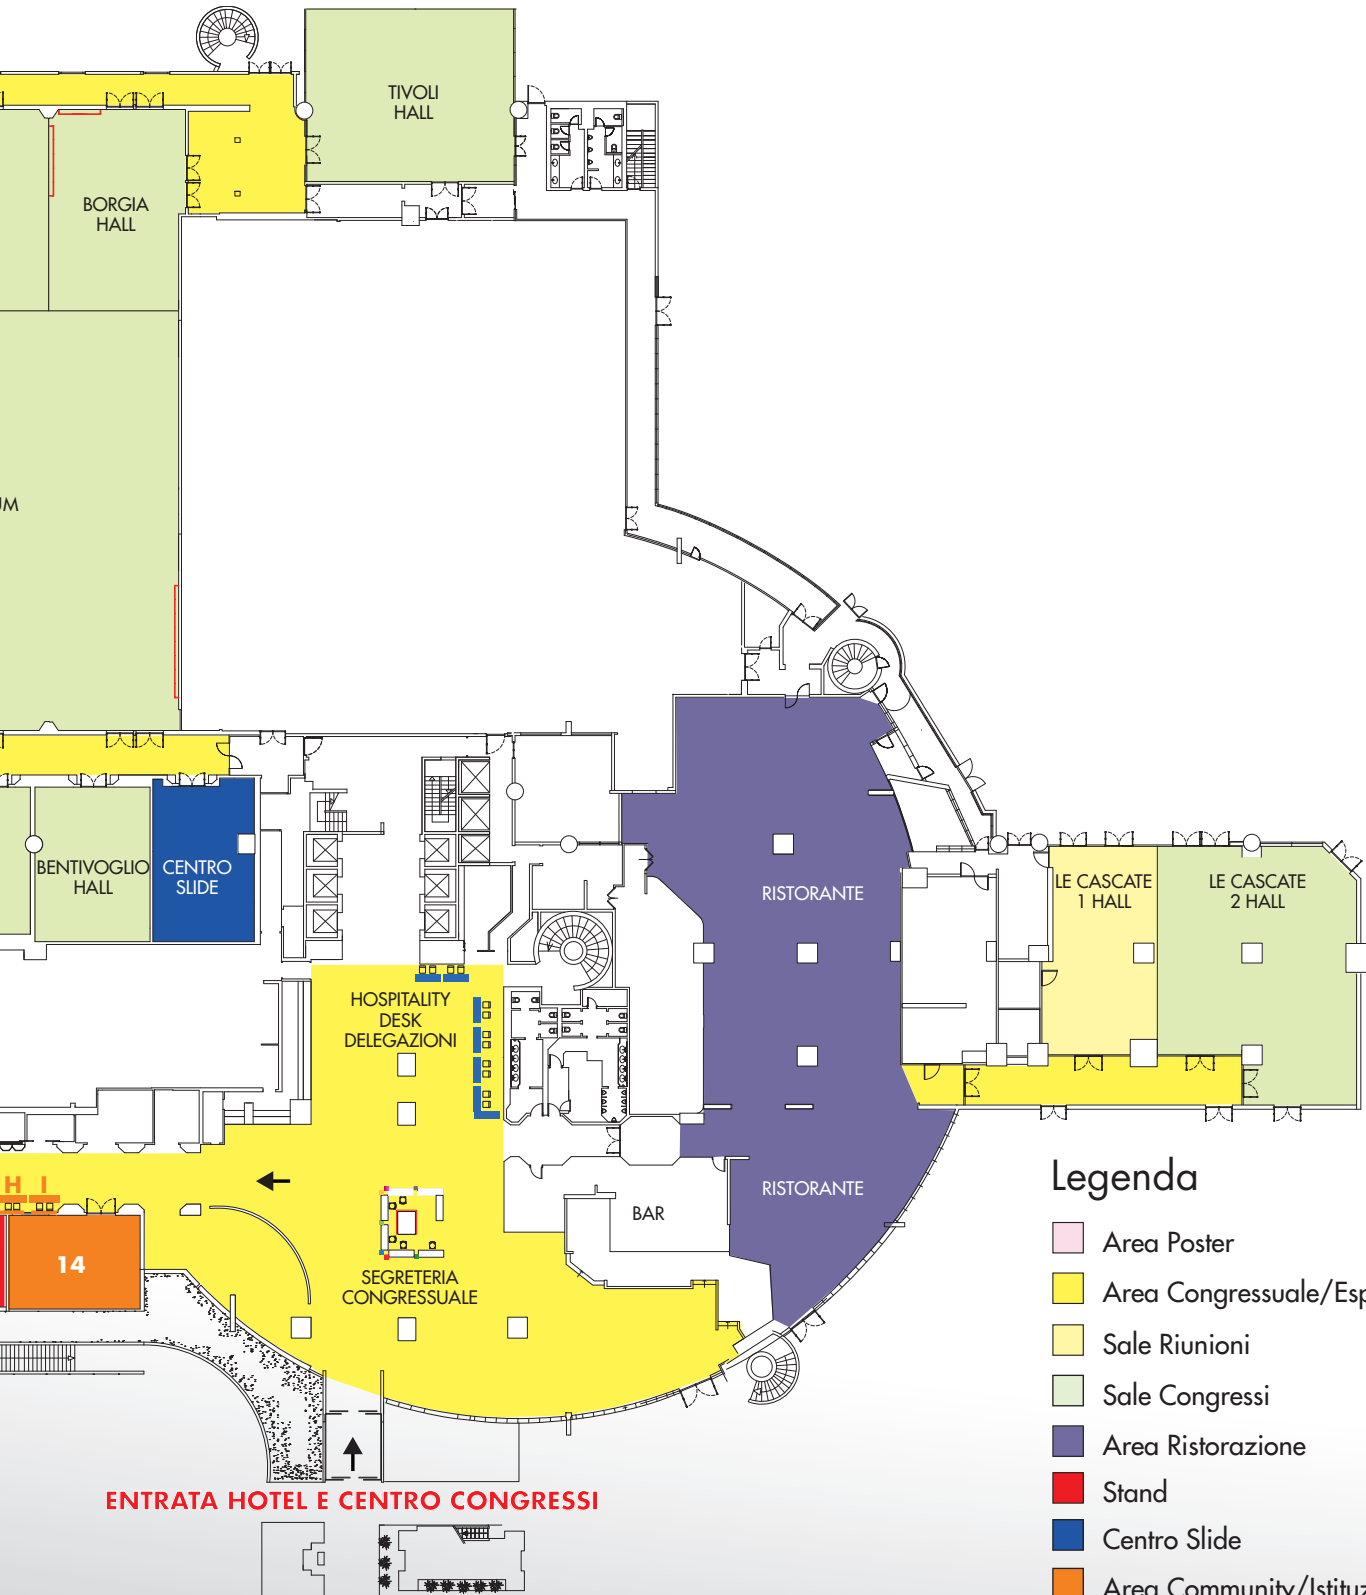 TIVOLI
HALL
BORGIA
HALL
UM
BENTIVOGLIO
HALL
CENTRO
SLIDE
RISTORANTE
LE CASCATE
1 HALL
LE CASCATE
2 HALL
HOSPITALITY
DESK
DELEGAZIONI
H I
14
RISTORANTE
BAR
SEGRETERIA
CONGRESSUALE
ENTRATA HOTEL E CENTRO CONGRESSI
Legenda
Area Poster
Area Congressuale/Esp
Sale Riunioni
Sale Congressi
Area Ristorazione
Stand
Centro Slide
Area Community/Istituz